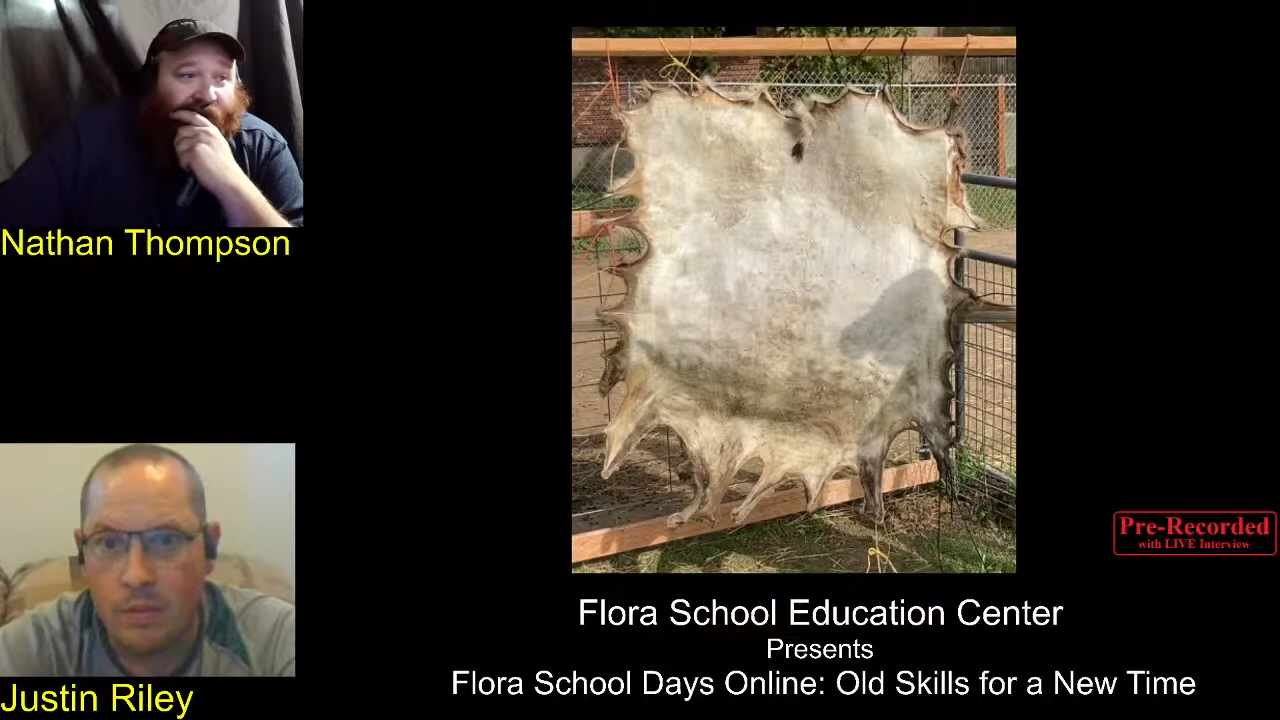 Nathan Thompson
Justin Riley
Pre-Recorded
with LIVE Interview
Flora School Education Center
Presents
Flora School Days Online: Old Skills for a New Time